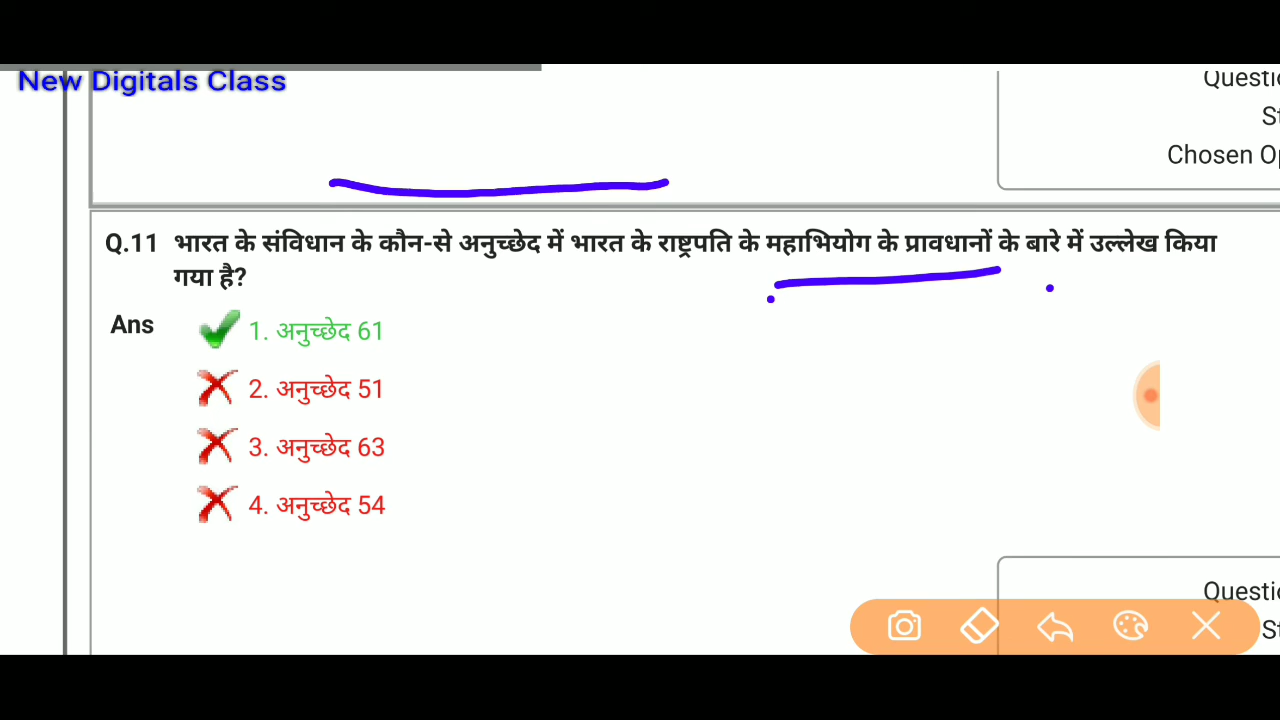 New Digitals Class
Questi
St
Chosen Op
Q.11 भारत के संविधान के कौन-से अनुच्छेद में भारत के राष्ट्रपति के महाभियोग के प्रावधानों के बारे में उल्लेख किया
गया है?
Ans
1. अनुच्छेद 61
2. अनुच्छेद 51
3. अनुच्छेद 63
4. अनुच्छेद 54
Questi
St